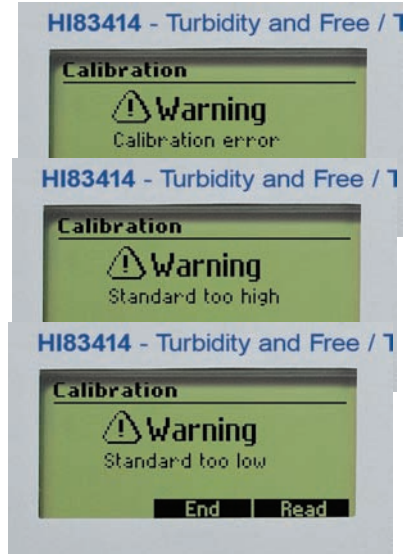 HI83414 - Turbidity and Free /
Calibration
Warning
Calibration error
HI83414 - Turbidity and Free /
Calibration
Warning
Standard too high
HI83414 - Turbidity and Free /
Calibration
Warning
Standard too low
End Read